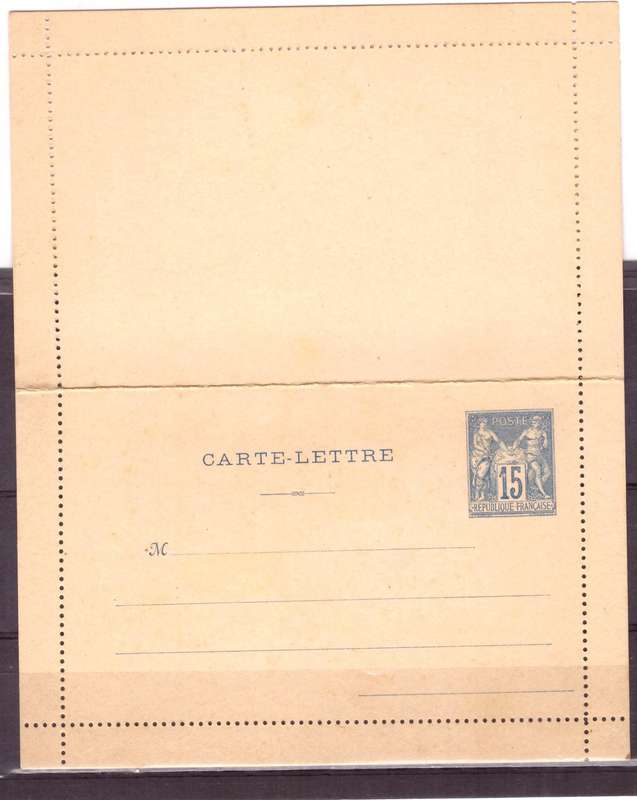 POSTE
CARTE-LETTRE
15
RÉPUBLIQUE FRANÇAISE
M